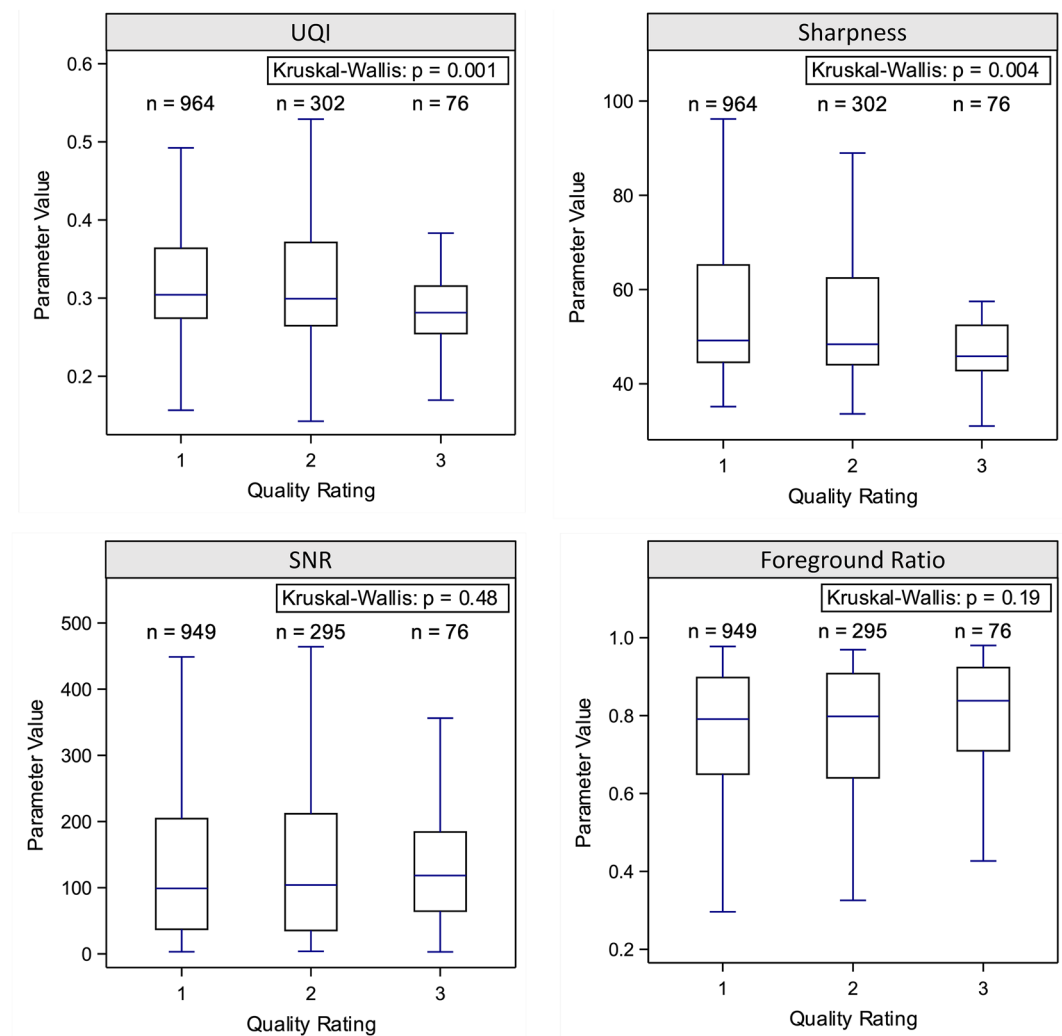 UQI
Kruskal-Wallis: p = 0.001
n = 964 n = 302 n = 76
0.6
0.5
0.4
0.3
0.2
Parameter Value
1 2 3
Quality Rating
Sharpness
Kruskal-Wallis: p = 0.004
n = 964 n = 302 n = 76
100
80
60
40
Parameter Value
1 2 3
Quality Rating
SNR
Kruskal-Wallis: p = 0.48
n = 949 n = 295 n = 76
500
400
300
200
100
0
Parameter Value
1 2 3
Quality Rating
Foreground Ratio
Kruskal-Wallis: p = 0.19
n = 949 n = 295 n = 76
1.0
0.8
0.6
0.4
0.2
Parameter Value
1 2 3
Quality Rating